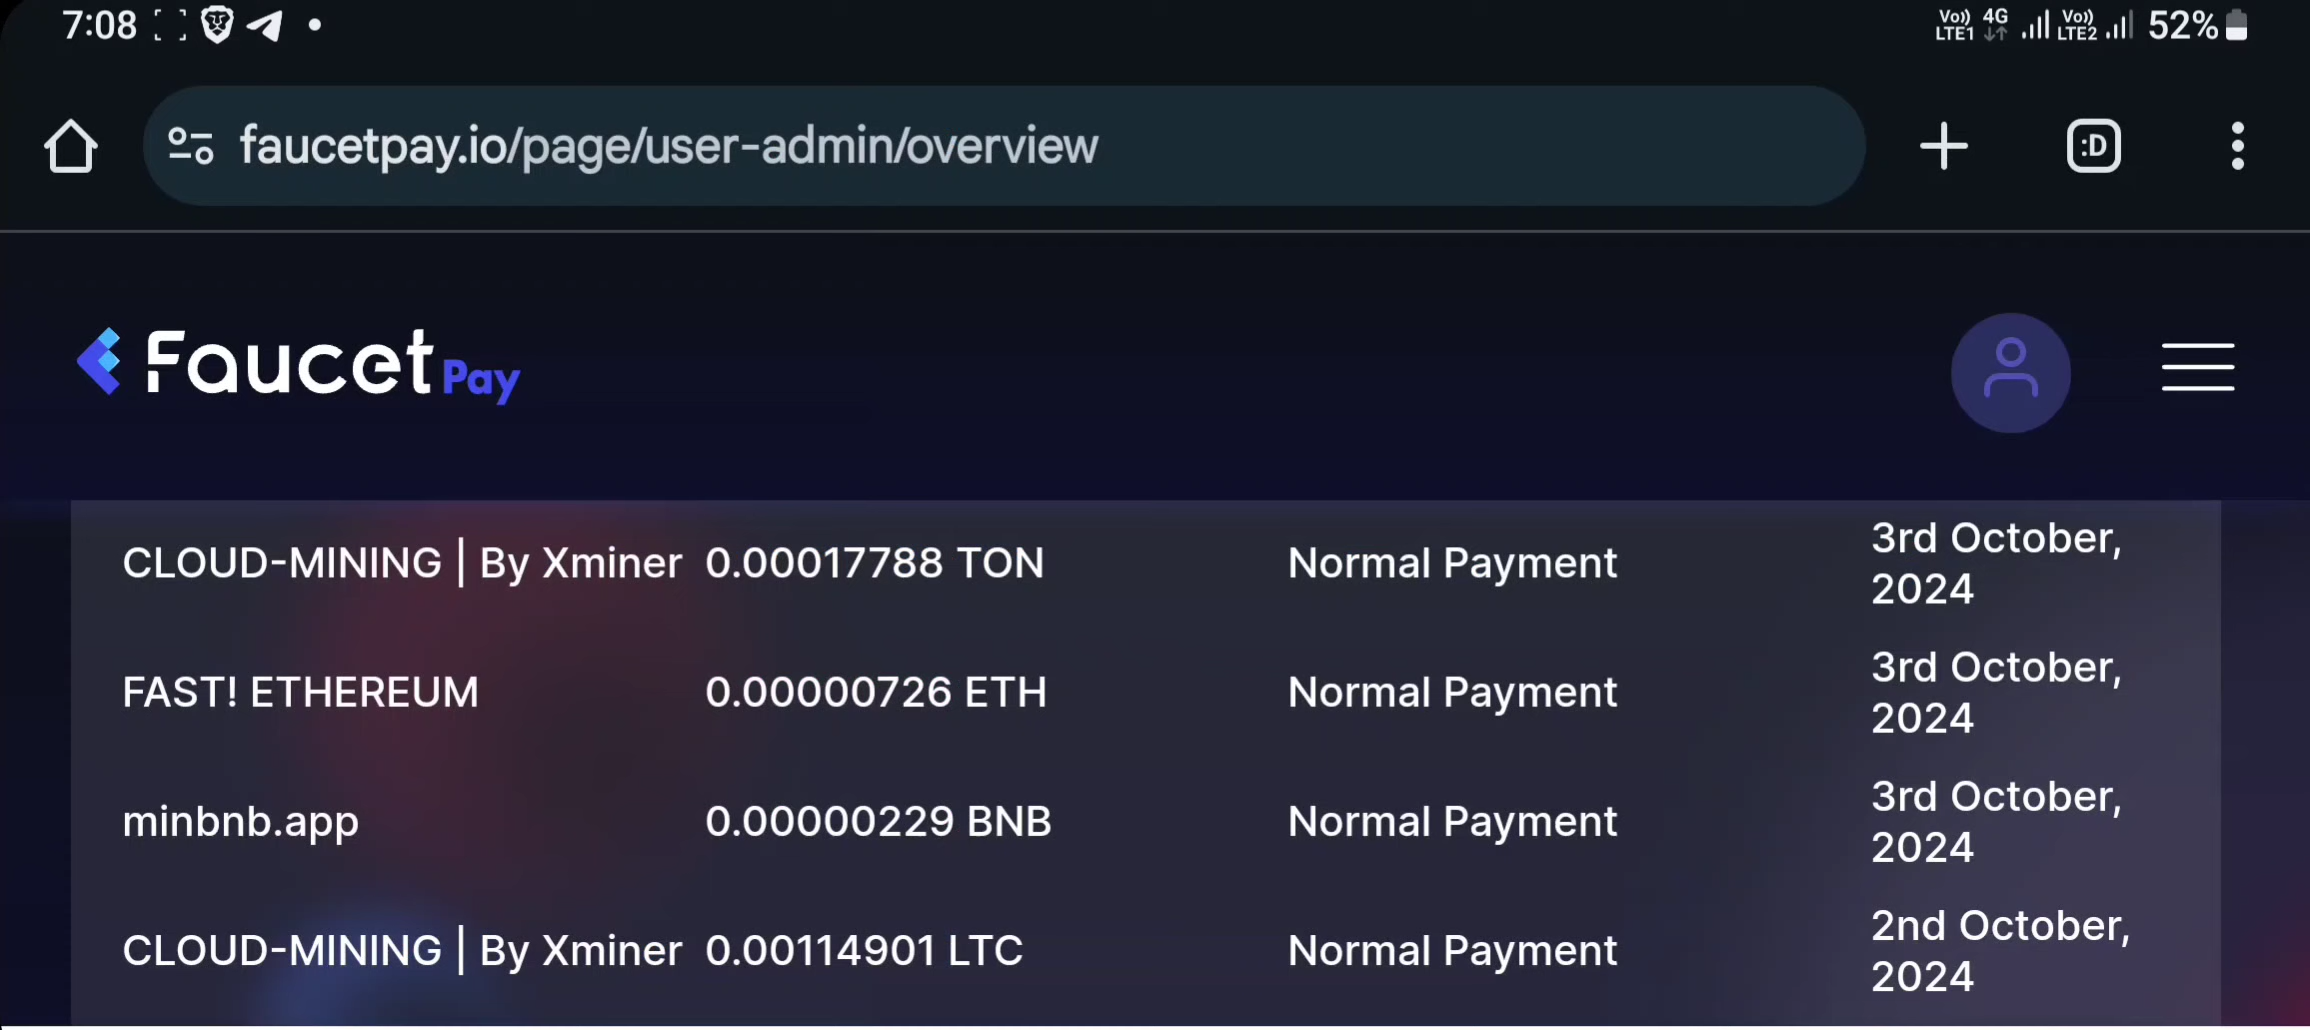 7:08
Vo)) LTE1 4G Vo)) LTE2 52%
faucetpay.io/page/user-admin/overview
:D
Faucet Pay
CLOUD-MINING | By Xminer 0.00017788 TON Normal Payment 3rd October,
2024
FAST! ETHEREUM 0.00000726 ETH Normal Payment 3rd October,
2024
minbnb.app 0.00000229 BNB Normal Payment 3rd October,
2024
CLOUD-MINING | By Xminer 0.00114901 LTC Normal Payment 2nd October,
2024